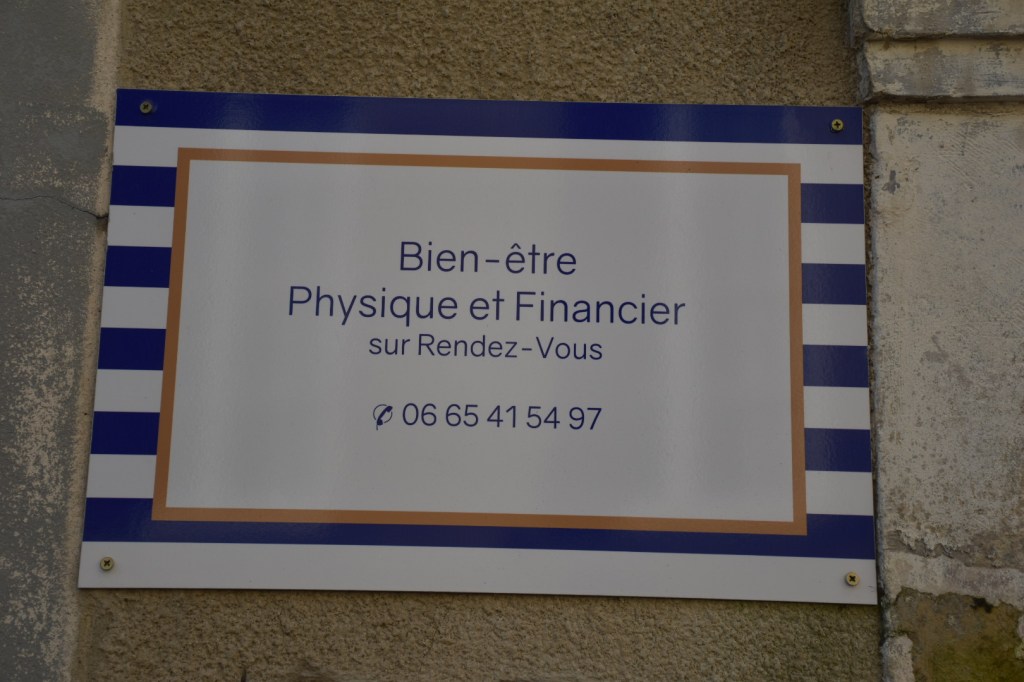 Bien-être
Physique et Financier
sur Rendez-Vous
✆ 06 65 41 54 97